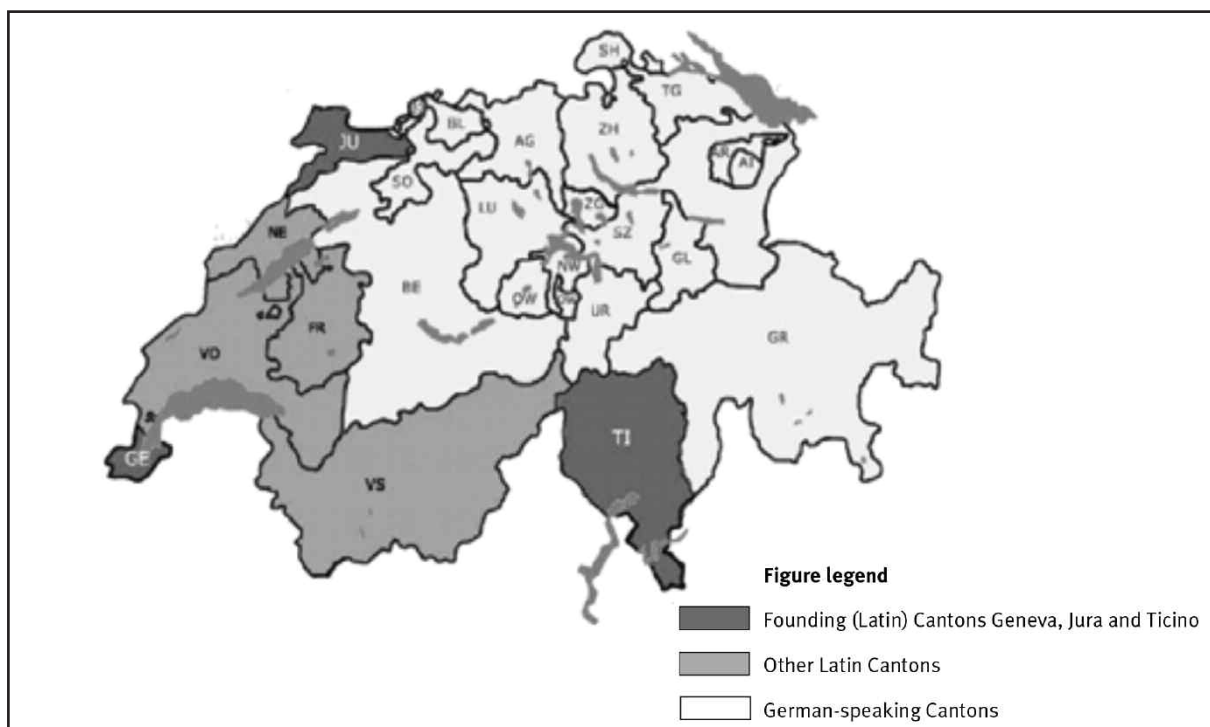 SH
TG
BL
AG
ZH
JU
AR
AI
SO
LU
ZG
SZ
NE
NW
GL
BE
OW
UR
FR
GR
VD
TI
GE
VS
Figure legend
Founding (Latin) Cantons Geneva, Jura and Ticino
Other Latin Cantons
German-speaking Cantons